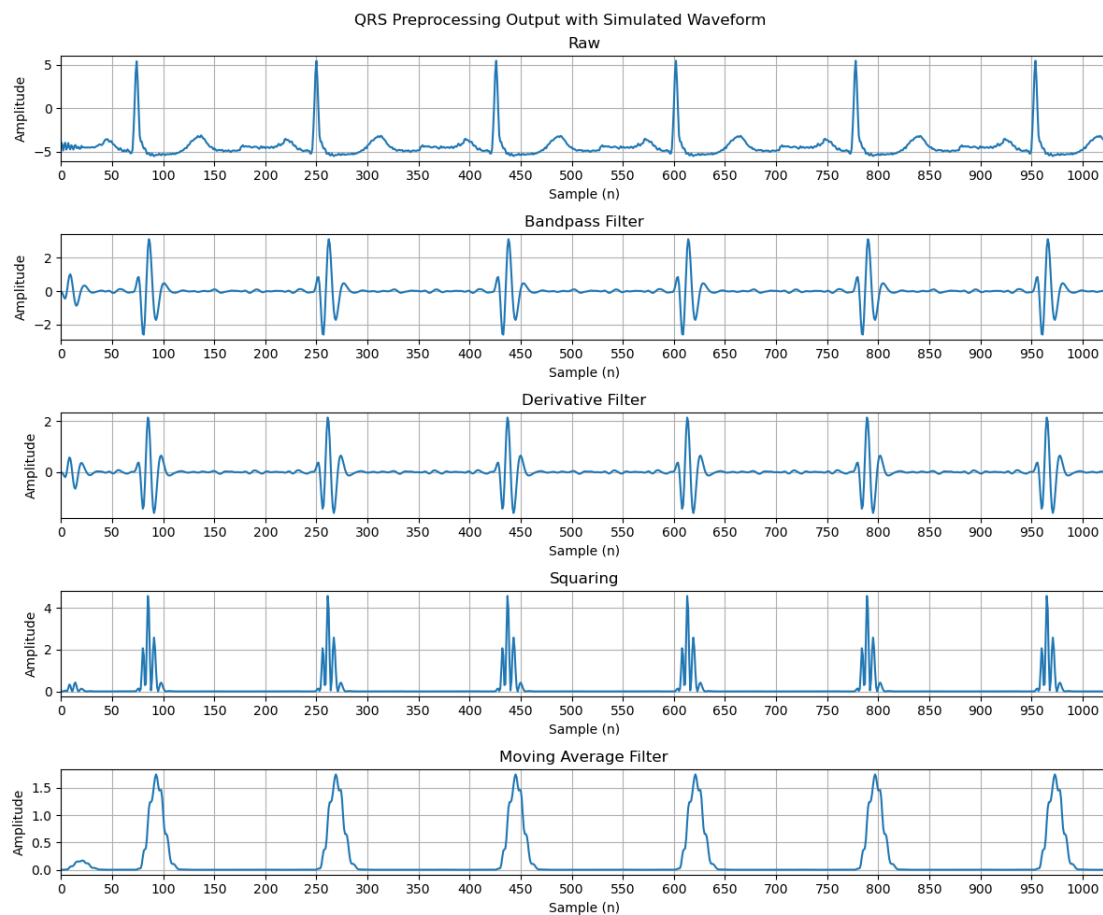 QRS Preprocessing Output with Simulated Waveform
Raw
Amplitude
5
0
−5
0 50 100 150 200 250 300 350 400 450 500 550 600 650 700 750 800 850 900 950 1000
Sample (n)
Bandpass Filter
Amplitude
2
0
−2
0 50 100 150 200 250 300 350 400 450 500 550 600 650 700 750 800 850 900 950 1000
Sample (n)
Derivative Filter
Amplitude
2
0
0 50 100 150 200 250 300 350 400 450 500 550 600 650 700 750 800 850 900 950 1000
Sample (n)
Squaring
Amplitude
4
2
0
0 50 100 150 200 250 300 350 400 450 500 550 600 650 700 750 800 850 900 950 1000
Sample (n)
Moving Average Filter
Amplitude
1.5
1.0
0.5
0.0
0 50 100 150 200 250 300 350 400 450 500 550 600 650 700 750 800 850 900 950 1000
Sample (n)